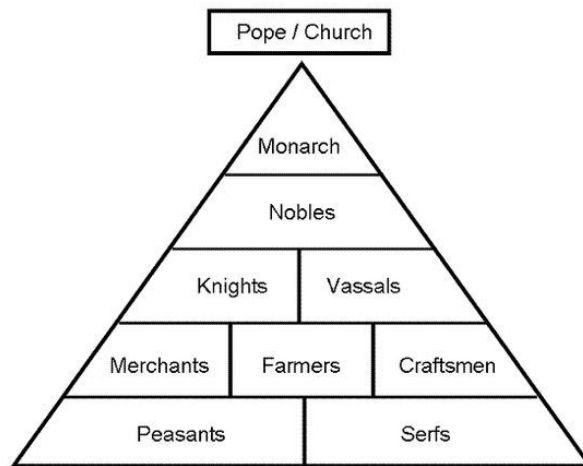 Pope / Church
Monarch
Nobles
Knights
Vassals
Merchants
Farmers
Craftsmen
Peasants
Serfs